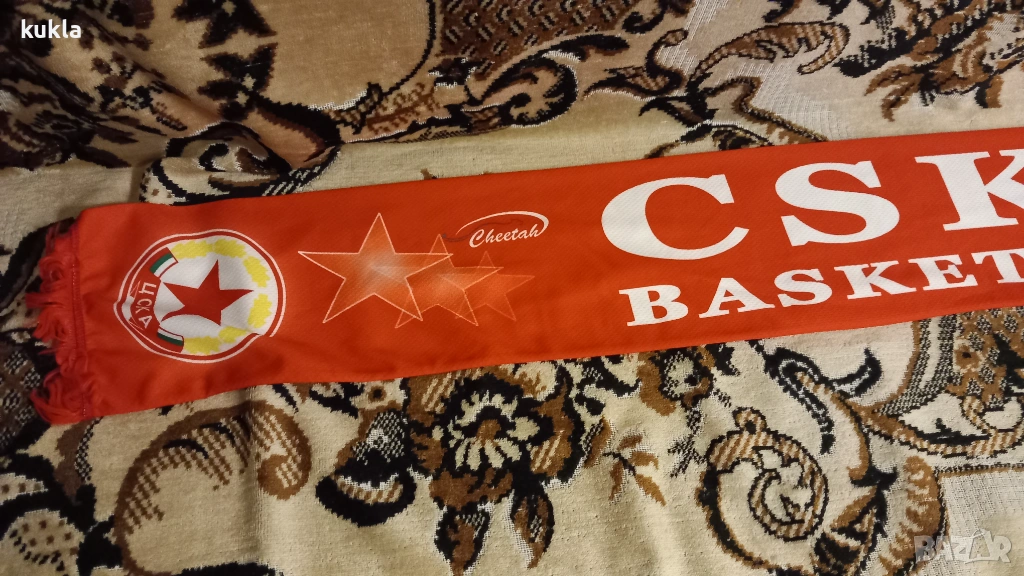 kukla
Cheetah
CSK
BASKET
ЦСКА
BAZAR